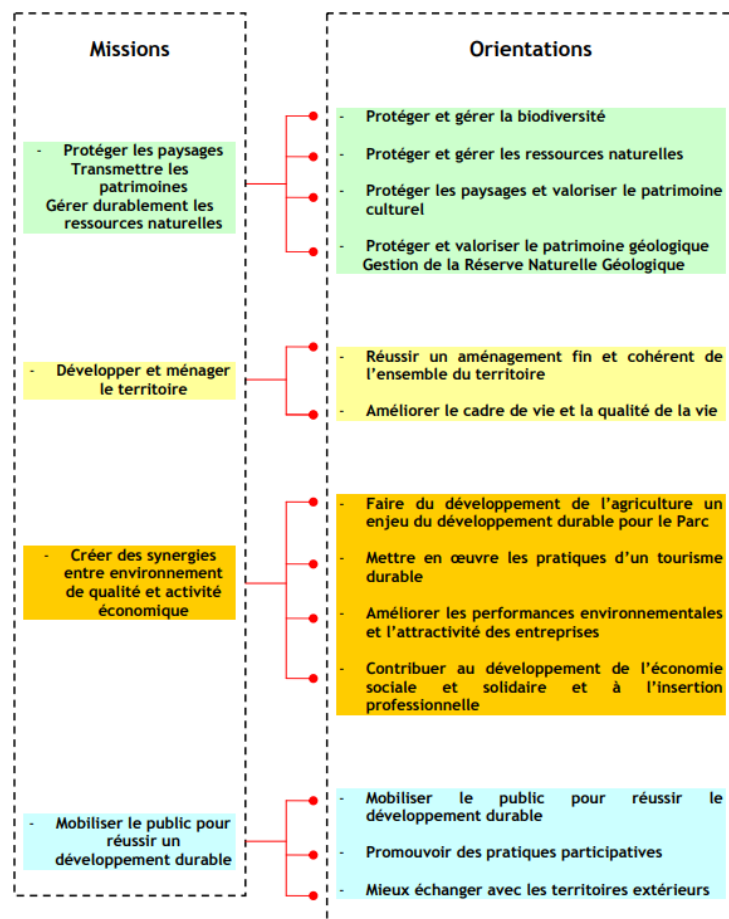 Missions
Orientations
- Protéger les paysages
Transmettre les
patrimoines
Gérer durablement les
ressources naturelles
- Protéger et gérer la biodiversité
- Protéger et gérer les ressources naturelles
- Protéger les paysages et valoriser le patrimoine
culturel
- Protéger et valoriser le patrimoine géologique
Gestion de la Réserve Naturelle Géologique
- Développer et ménager
le territoire
- Réussir un aménagement fin et cohérent de
l'ensemble du territoire
- Améliorer le cadre de vie et la qualité de la vie
- Créer des synergies
entre environnement
de qualité et activité
économique
- Faire du développement de l'agriculture un
enjeu du développement durable pour le Parc
- Mettre en œuvre les pratiques d'un tourisme
durable
- Améliorer les performances environnementales
et l'attractivité des entreprises
- Contribuer au développement de l'économie
sociale et solidaire et à l'insertion
professionnelle
- Mobiliser le public pour
réussir un
développement durable
- Mobiliser le public pour réussir le
développement durable
- Promouvoir des pratiques participatives
- Mieux échanger avec les territoires extérieurs